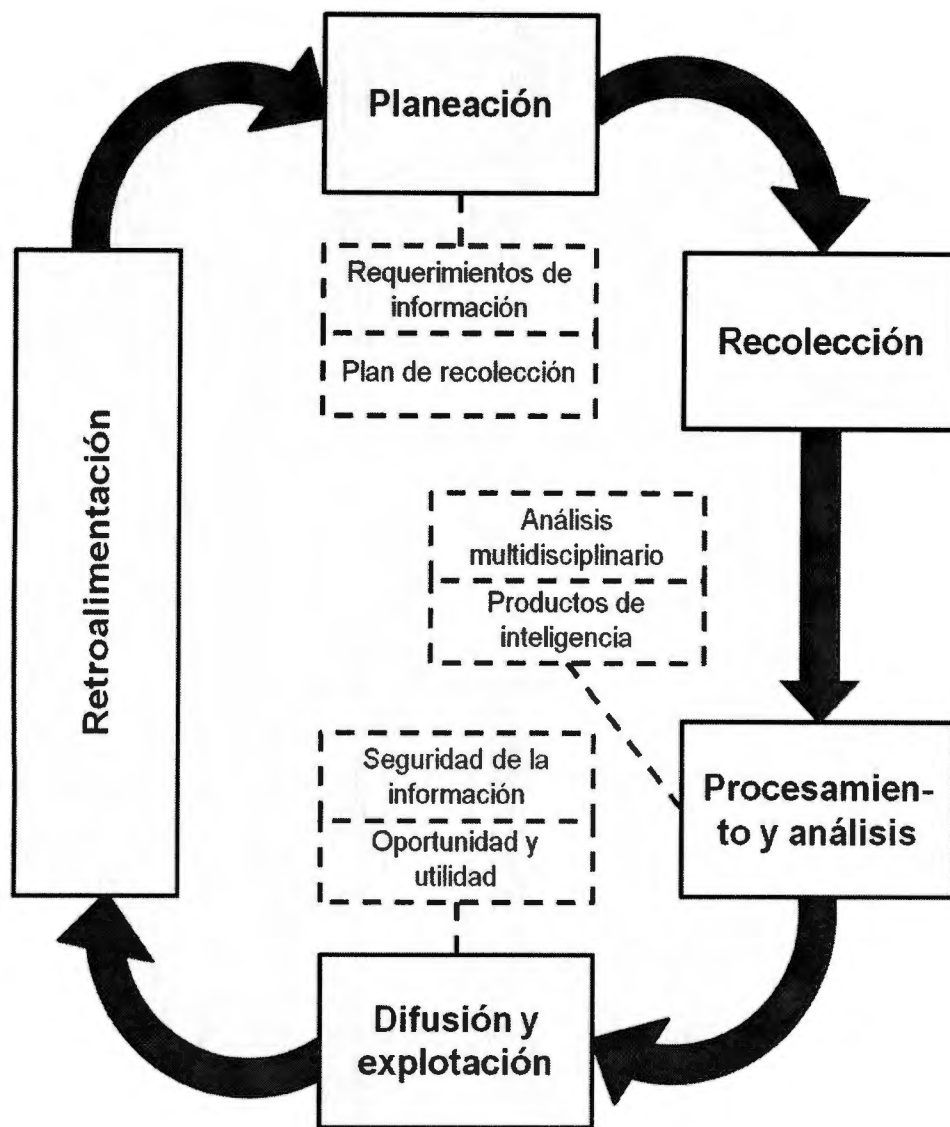 Planeación
Requerimientos de
información
Plan de recolección
Recolección
Retroalimentación
Análisis
multidisciplinario
Productos de
inteligencia
Procesamien-
to y análisis
Seguridad de la
información
Oportunidad y
utilidad
Difusión y
explotación